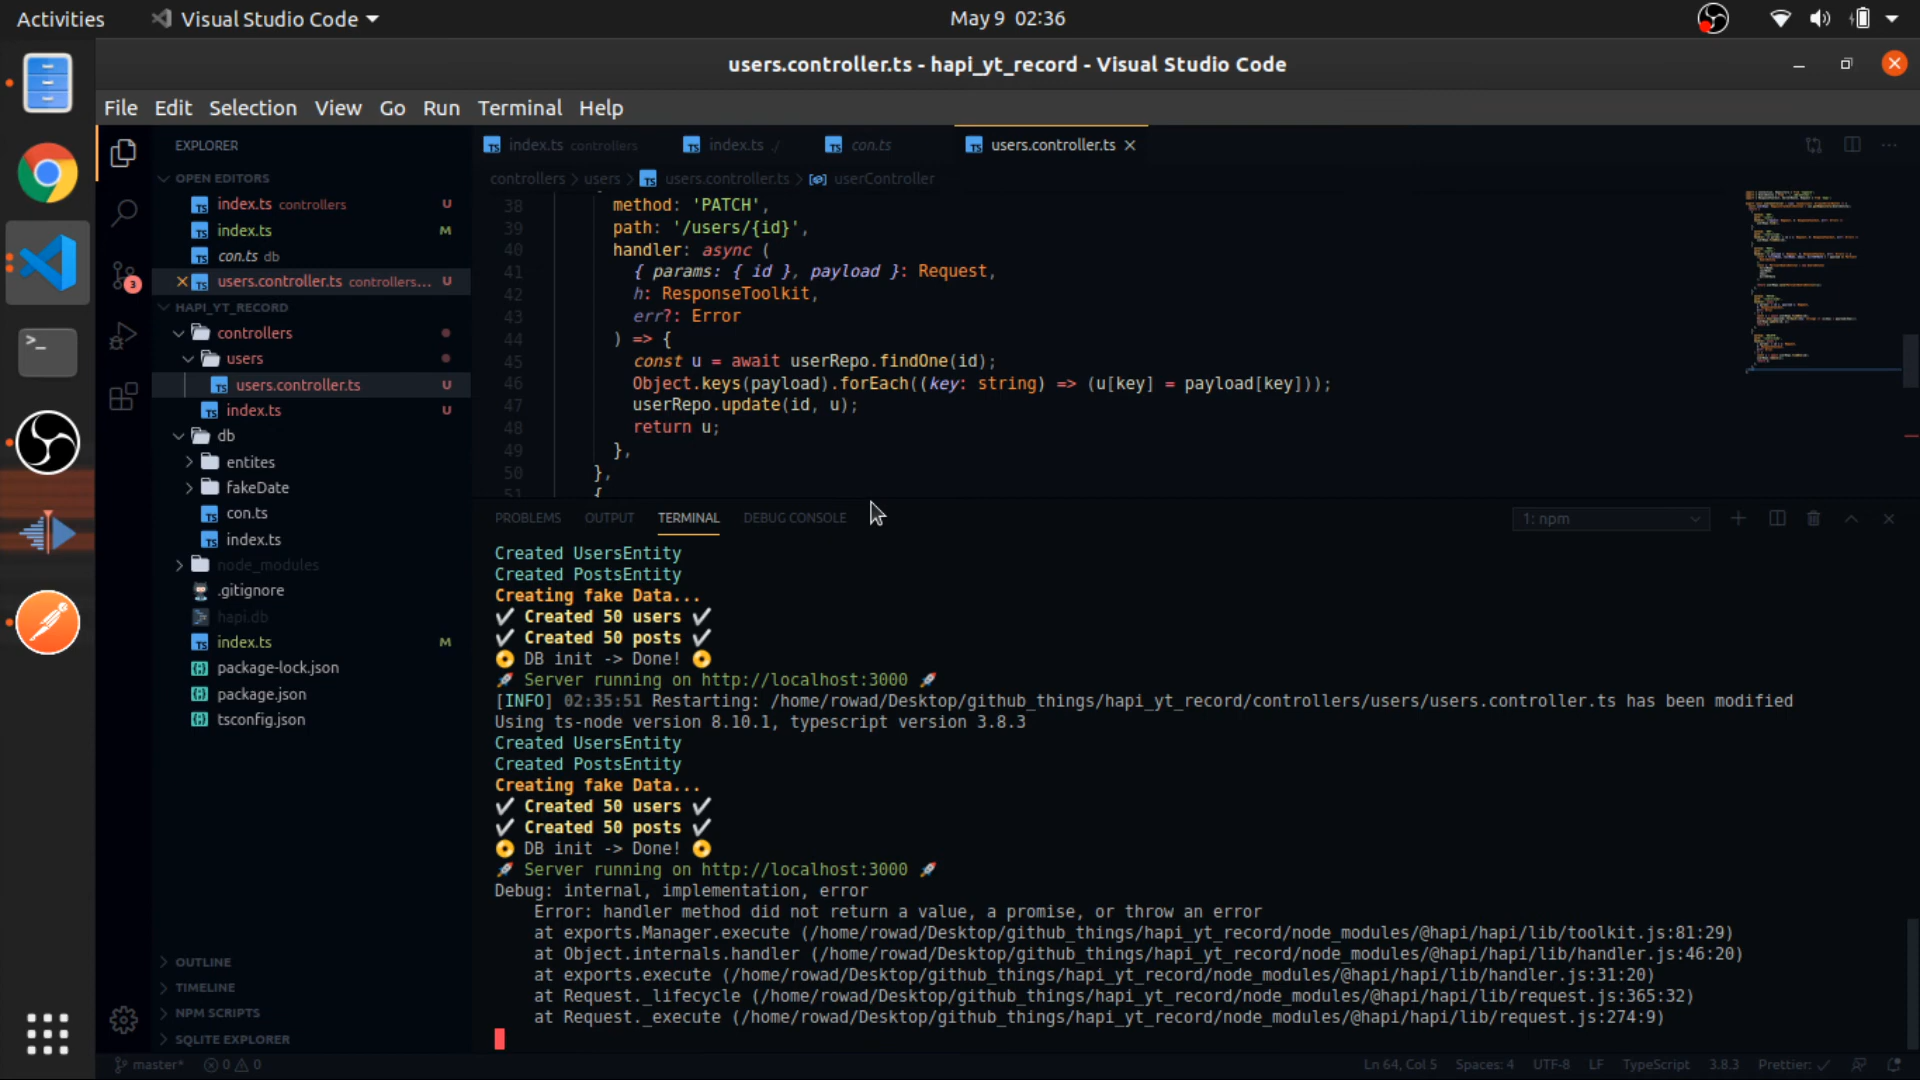 Activities
Visual Studio Code
May 9 02:36
users.controller.ts - hapi_yt_record - Visual Studio Code
File Edit Selection View Go Run Terminal Help
EXPLORER
OPEN EDITORS
index.ts controllers U
index.ts M
con.ts db
users.controller.ts controllers... U
HAPI_YT_RECORD
controllers
users
users.controller.ts U
index.ts U
db
entites
fakeDate
con.ts
index.ts
node_modules
.gitignore
hapi.db
index.ts M
package-lock.json
package.json
tsconfig.json
OUTLINE
TIMELINE
NPM SCRIPTS
SQLITE EXPLORER
3
index.ts controllers
index.ts ./
con.ts
users.controller.ts
controllers > users > users.controller.ts > userController
38 method: 'PATCH',
39 path: '/users/{id}',
40 handler: async (
41 { params: { id }, payload }: Request,
42 h: ResponseToolkit,
43 err?: Error
44 ) => {
45 const u = await userRepo.findOne(id);
46 Object.keys(payload).forEach((key: string) => (u[key] = payload[key]));
47 userRepo.update(id, u);
48 return u;
49 },
50 },
51 {
PROBLEMS OUTPUT TERMINAL DEBUG CONSOLE
1: npm
Created UsersEntity
Created PostsEntity
Creating fake Data...
✔ Created 50 users ✔
✔ Created 50 posts ✔
DB init -> Done!
🚀 Server running on http://localhost:3000 🚀
[INFO] 02:35:51 Restarting: /home/rowad/Desktop/github_things/hapi_yt_record/controllers/users/users.controller.ts has been modified
Using ts-node version 8.10.1, typescript version 3.8.3
Created UsersEntity
Created PostsEntity
Creating fake Data...
✔ Created 50 users ✔
✔ Created 50 posts ✔
DB init -> Done!
🚀 Server running on http://localhost:3000 🚀
Debug: internal, implementation, error
Error: handler method did not return a value, a promise, or throw an error
at exports.Manager.execute (/home/rowad/Desktop/github_things/hapi_yt_record/node_modules/@hapi/hapi/lib/toolkit.js:81:29)
at Object.internals.handler (/home/rowad/Desktop/github_things/hapi_yt_record/node_modules/@hapi/hapi/lib/handler.js:46:20)
at exports.execute (/home/rowad/Desktop/github_things/hapi_yt_record/node_modules/@hapi/hapi/lib/handler.js:31:20)
at Request._lifecycle (/home/rowad/Desktop/github_things/hapi_yt_record/node_modules/@hapi/hapi/lib/request.js:365:32)
at Request._execute (/home/rowad/Desktop/github_things/hapi_yt_record/node_modules/@hapi/hapi/lib/request.js:274:9)
master* 0 0
Ln 64, Col 5 Spaces: 4 UTF-8 LF TypeScript 3.8.3 Prettier: ✓